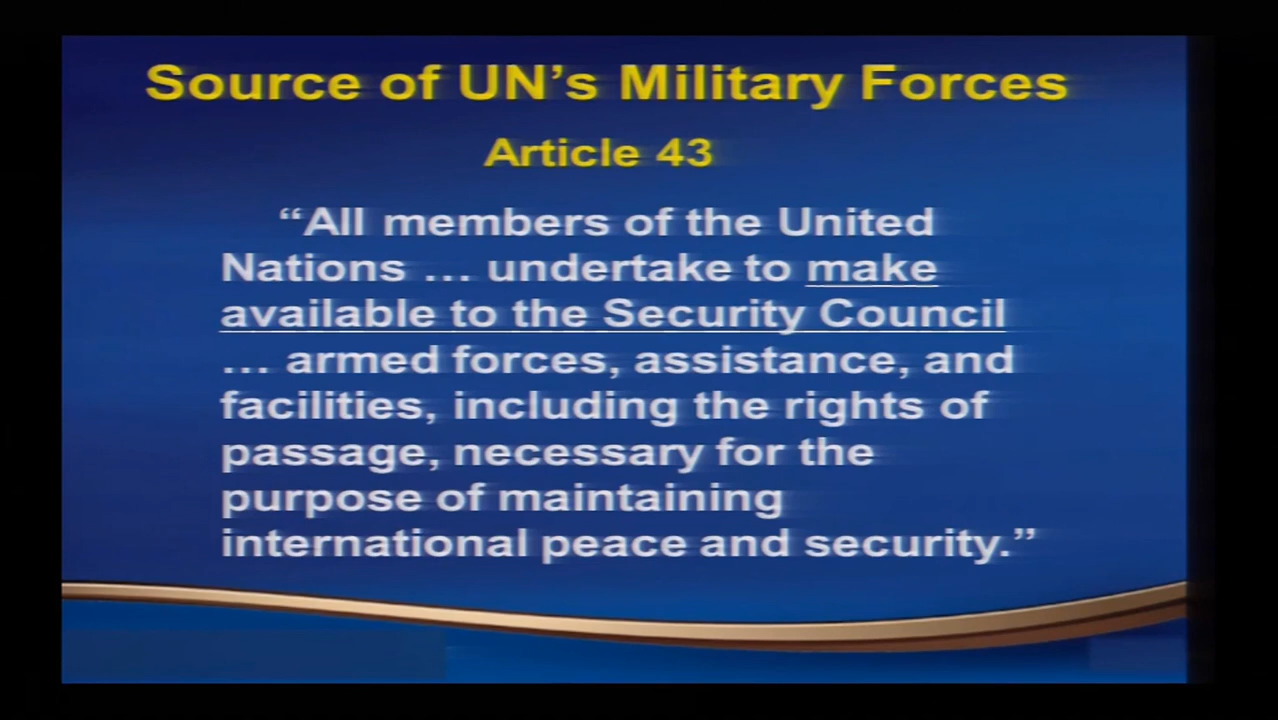 Source of UN’s Military Forces
Article 43
“All members of the United
Nations ... undertake to make
available to the Security Council
... armed forces, assistance, and
facilities, including the rights of
passage, necessary for the
purpose of maintaining
international peace and security.”